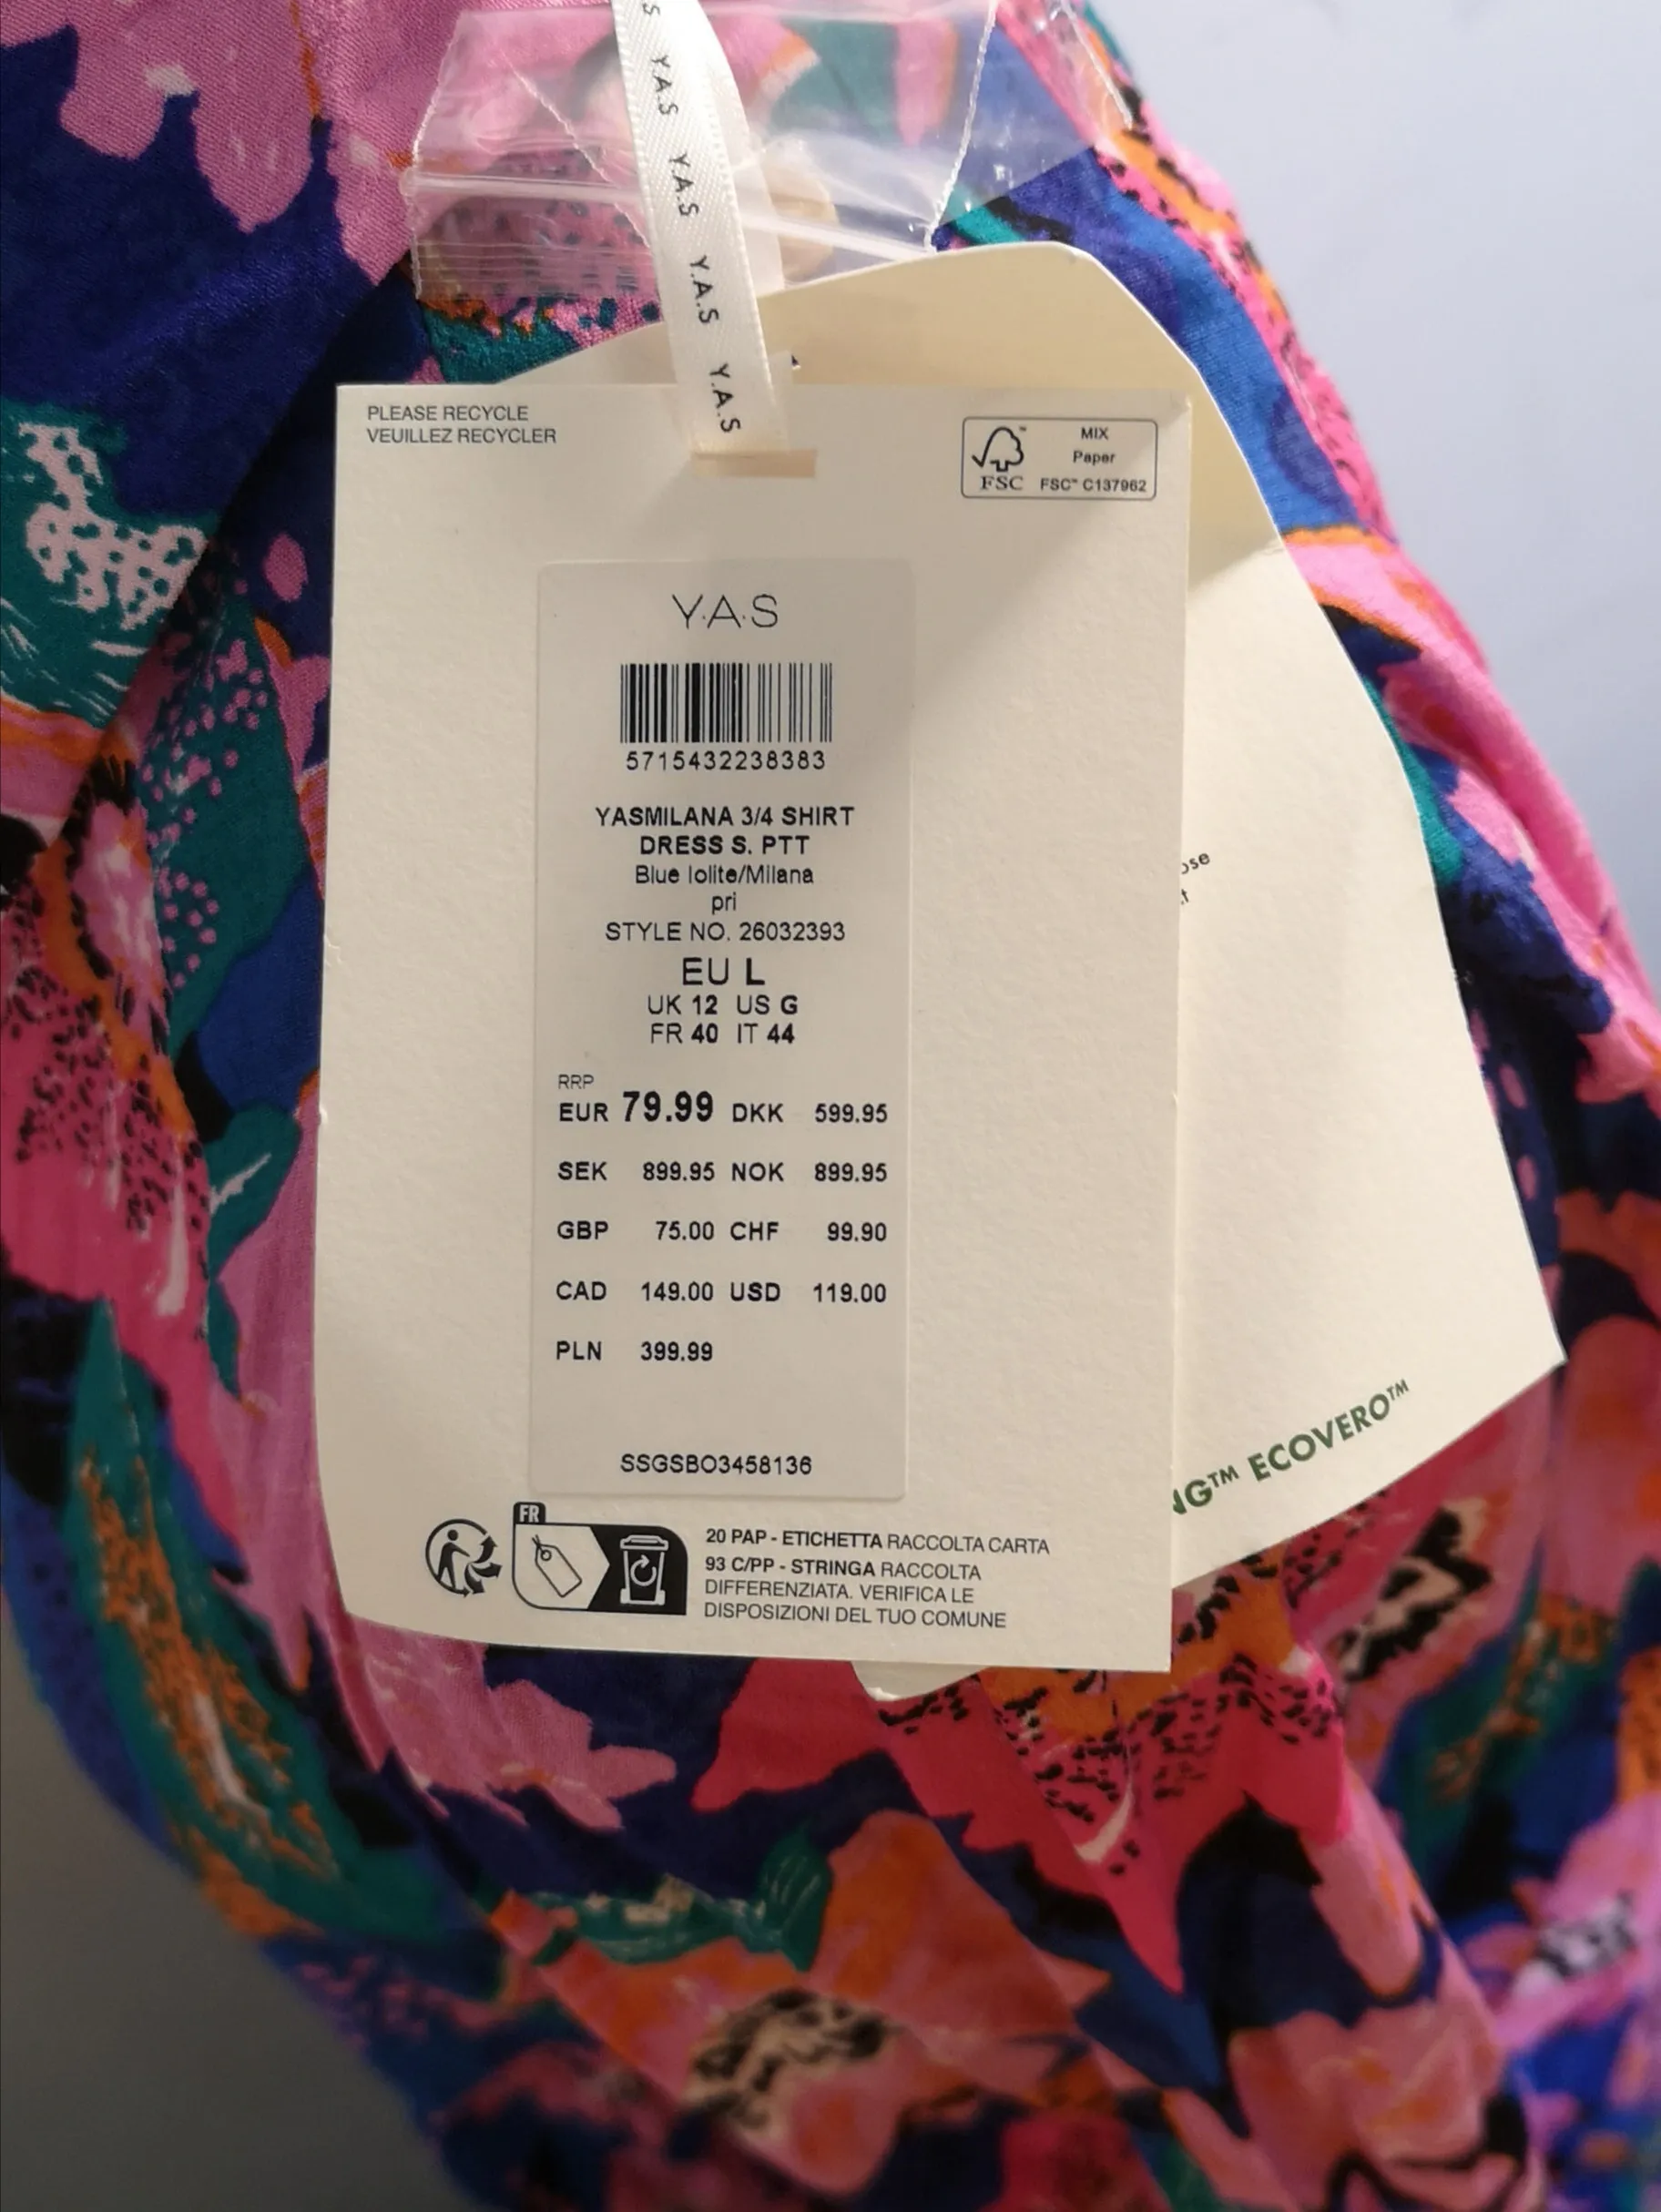 S Y.A.S Y.A.S Y.A.S Y.A.S
PLEASE RECYCLE
VEUILLEZ RECYCLER
MIX
Paper
FSC™ C137962
FSC
Y.A.S
5715432238383
YASMILANA 3/4 SHIRT
DRESS S. PTT
Blue Iolite/Milana
pri
STYLE NO. 26032393
EU L
UK 12 US G
FR 40 IT 44
RRP
EUR 79.99 DKK 599.95
SEK 899.95 NOK 899.95
GBP 75.00 CHF 99.90
CAD 149.00 USD 119.00
PLN 399.99
SSGSBO3458136
FR
20 PAP - ETICHETTA RACCOLTA CARTA
93 C/PP - STRINGA RACCOLTA
DIFFERENZIATA. VERIFICA LE
DISPOSIZIONI DEL TUO COMUNE
NG™ ECOVERO™